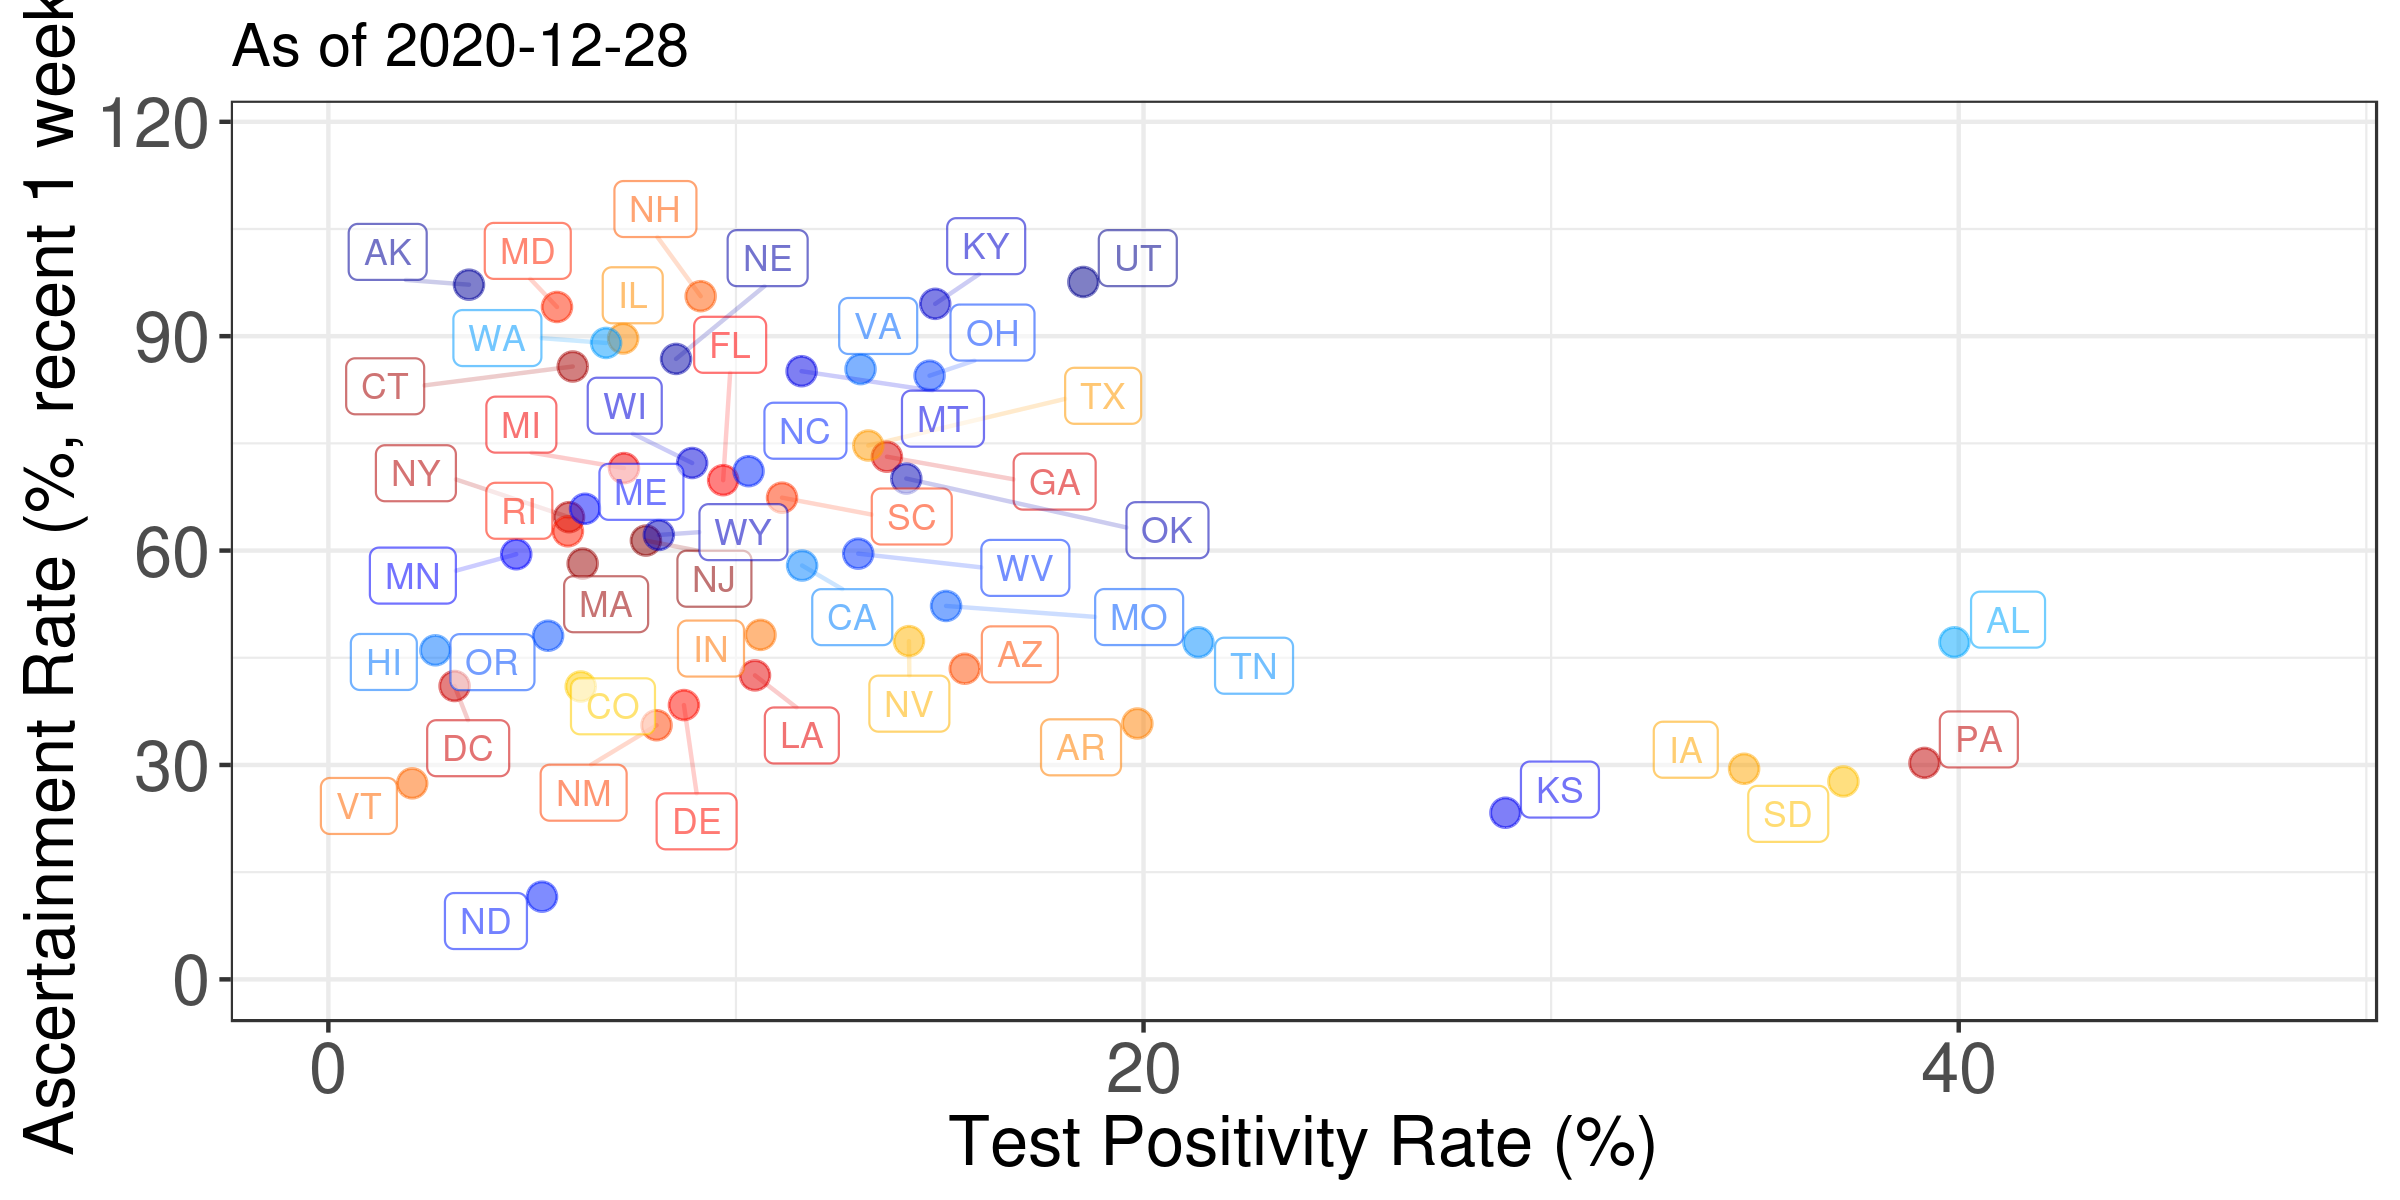 As of 2020-12-28
Ascertainment Rate (%, recent 1 week
120
90
60
30
0
NH
AK
MD
NE
KY
UT
IL
WA
FL
VA
OH
CT
WI
MI
NC
MT
TX
NY
RI
ME
GA
SC
WY
OK
MN
NJ
WV
MA
CA
MO
AL
HI
OR
IN
AZ
TN
CO
NV
DC
LA
AR
IA
PA
VT
NM
DE
KS
SD
ND
0
20
40
Test Positivity Rate (%)